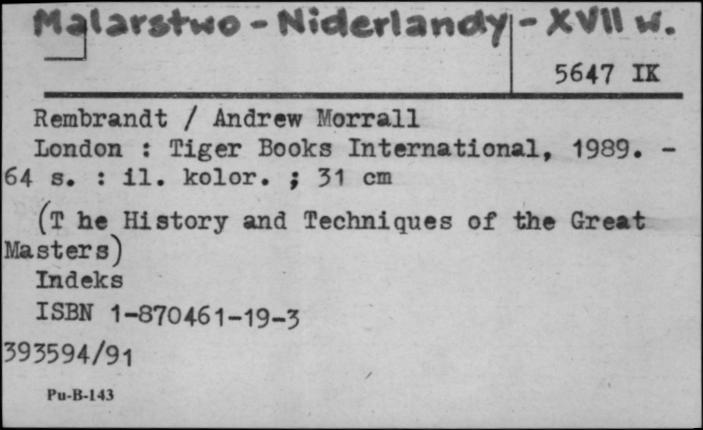 Malarstwo - Niderlandy - XVII w.
5647 IK
Rembrandt / Andrew Morrall
London : Tiger Books International, 1989. -
64 s. : il. kolor. ; 31 cm
(T he History and Techniques of the Great
Masters)
Indeks
ISBN 1-870461-19-3
393594/91
Pu-B-143